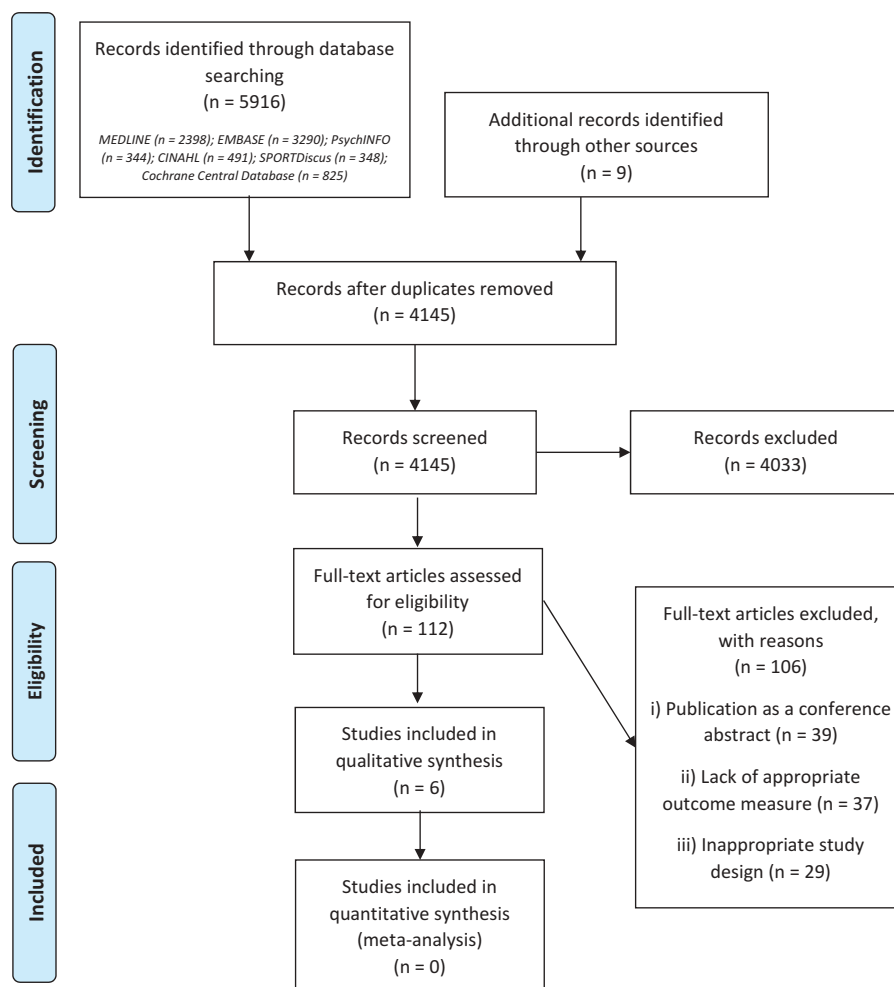 Identification
Records identified through database
searching
(n = 5916)
MEDLINE (n = 2398); EMBASE (n = 3290); PsychINFO
(n = 344); CINAHL (n = 491); SPORTDiscus (n = 348);
Cochrane Central Database (n = 825)
Additional records identified
through other sources
(n = 9)
Records after duplicates removed
(n = 4145)
Screening
Records screened
(n = 4145)
Records excluded
(n = 4033)
Eligibility
Full-text articles assessed
for eligibility
(n = 112)
Full-text articles excluded,
with reasons
(n = 106)
i) Publication as a conference
abstract (n = 39)
ii) Lack of appropriate
outcome measure (n = 37)
iii) Inappropriate study
design (n = 29)
Studies included in
qualitative synthesis
(n = 6)
Included
Studies included in
quantitative synthesis
(meta-analysis)
(n = 0)